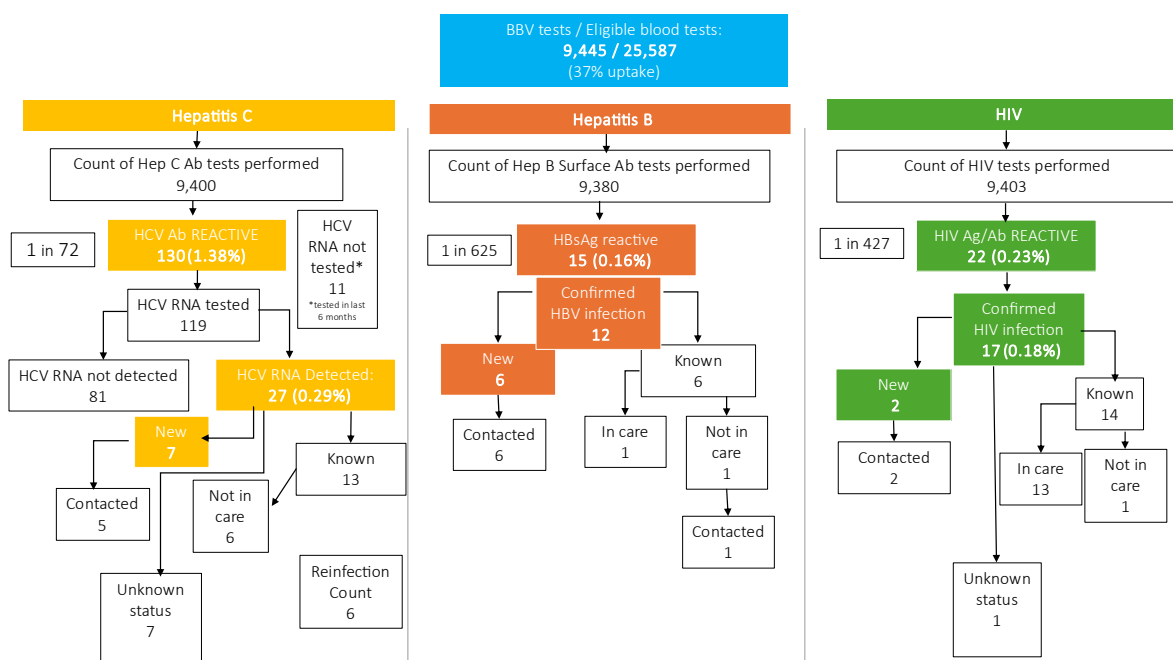 BBV tests / Eligible blood tests:
9,445 / 25,587
(37% uptake)
Hepatitis C
Count of Hep C Ab tests performed
9,400
1 in 72
HCV Ab REACTIVE
130 (1.38%)
HCV
RNA not
tested*
11
*tested in last
6 months
HCV RNA tested
119
HCV RNA not detected
81
HCV RNA Detected:
27 (0.29%)
New
7
Known
13
Contacted
5
Not in
care
6
Unknown
status
7
Reinfection
Count
6
Hepatitis B
Count of Hep B Surface Ab tests performed
9,380
1 in 625
HBsAg reactive
15 (0.16%)
Confirmed
HBV infection
12
New
6
Known
6
Contacted
6
In care
1
Not in
care
1
Contacted
1
HIV
Count of HIV tests performed
9,403
1 in 427
HIV Ag/Ab REACTIVE
22 (0.23%)
Confirmed
HIV infection
17 (0.18%)
New
2
Known
14
Contacted
2
In care
13
Not in
care
1
Unknown
status
1